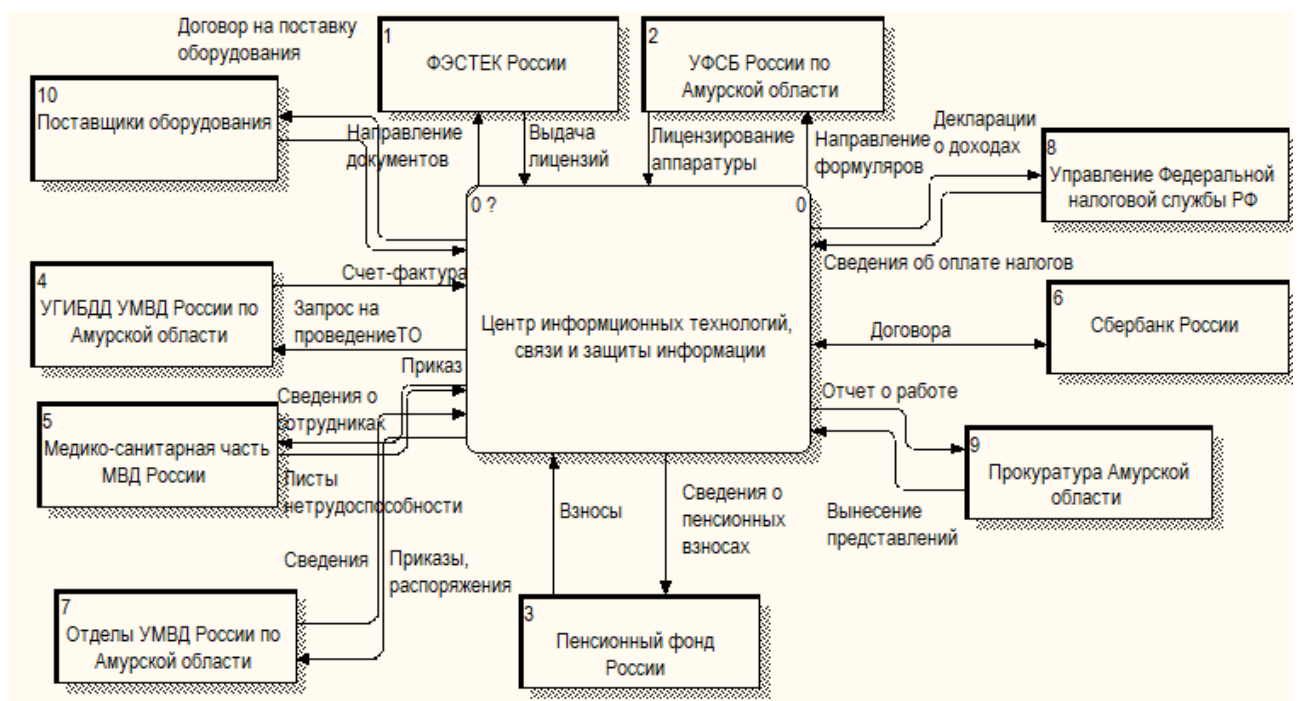 Договор на поставку
оборудования
1
ФЭСТЕК России
2
УФСБ России по
Амурской области
10
Поставщики оборудования
Направление
документов
Выдача
лицензий
Лицензирование
аппаратуры
Направление
формуляров
Декларации
о доходах
8
Управление Федеральной
налоговой службы РФ
0 ?
0
Центр информционных технологий,
связи и защиты информации
Счет-фактура
Сведения об оплате налогов
4
УГИБДД УМВД России по
Амурской области
Запрос на
проведениеТО
6
Сбербанк России
Договора
Приказ
Сведения о
сотрудниках
5
Медико-санитарная часть
МВД России
Листы
нетрудоспособности
Отчет о работе
9
Прокуратура Амурской
области
Вынесение
представлений
Взносы
Сведения о
пенсионных
взносах
Сведения
Приказы,
распоряжения
7
Отделы УМВД России по
Амурской области
3
Пенсионный фонд
России